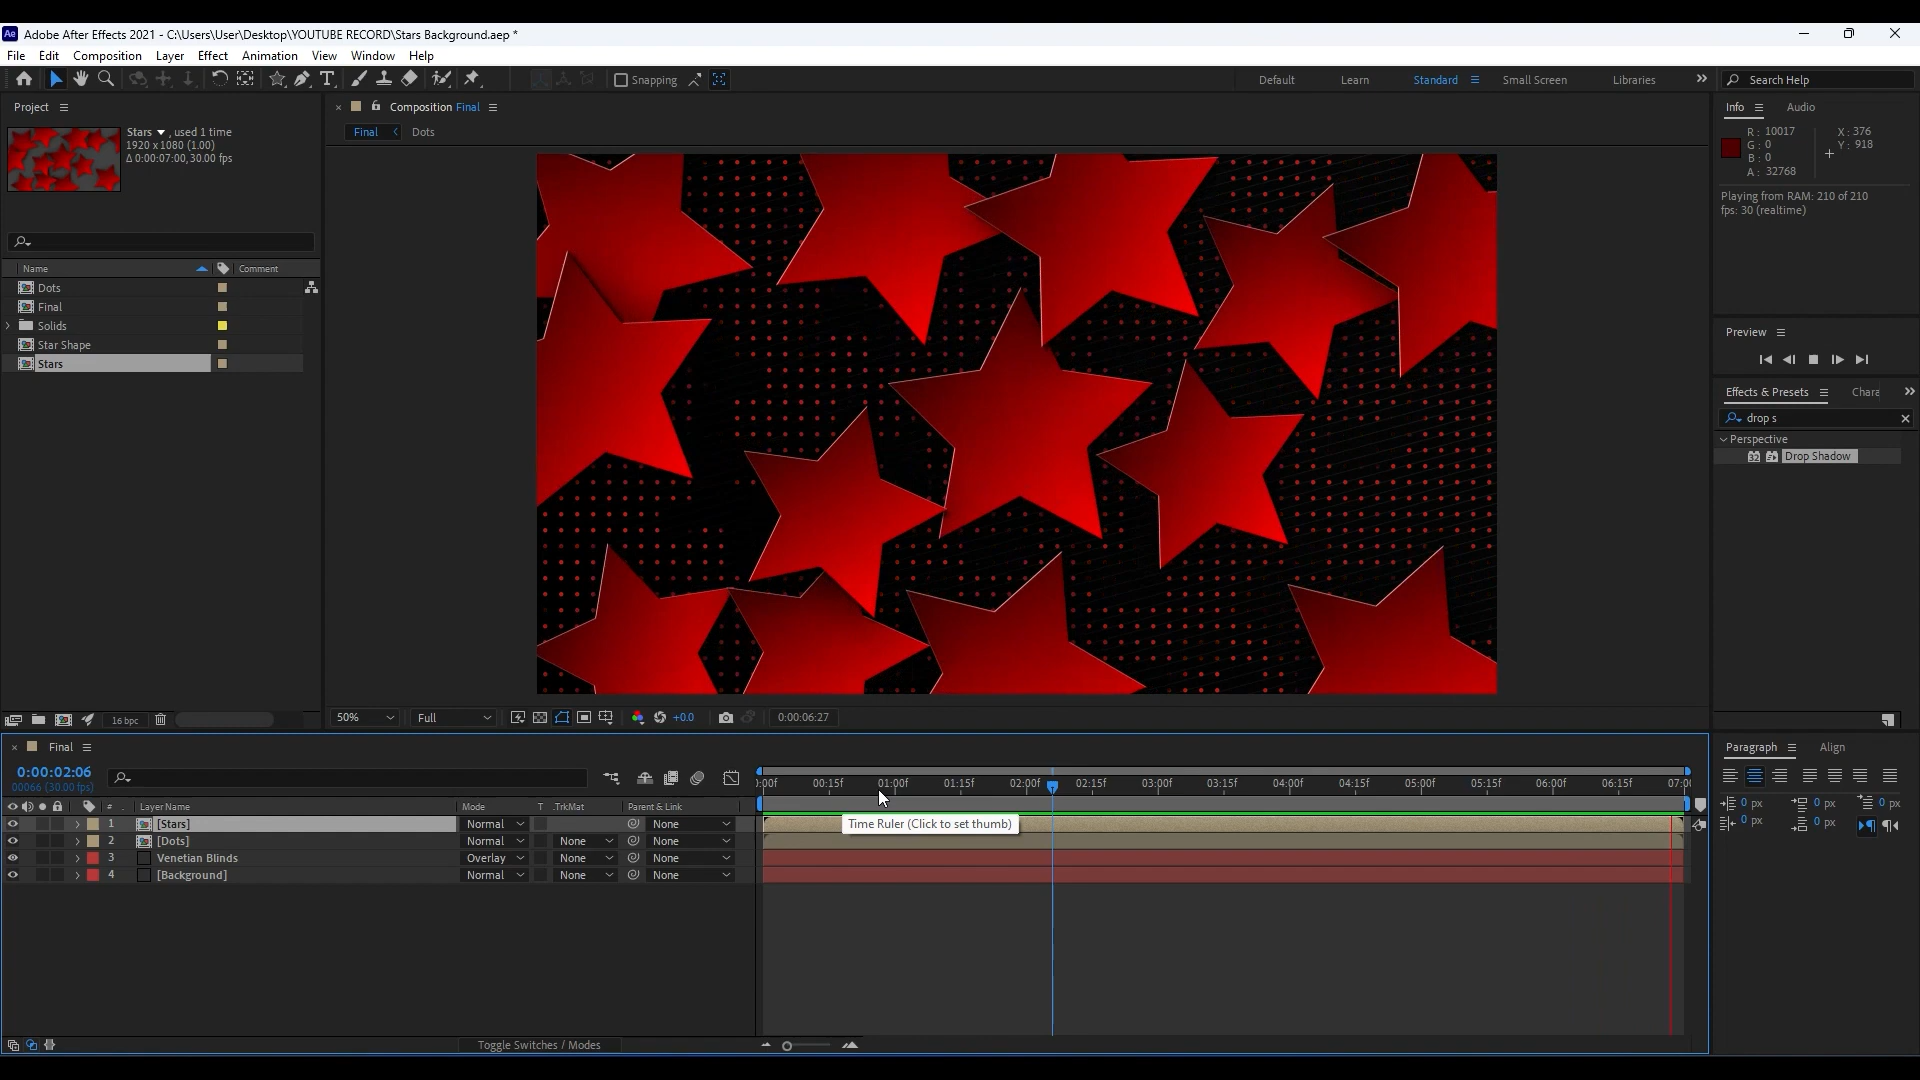 Ae Adobe After Effects 2021 - C:\Users\User\Desktop\YOUTUBE RECORD\Stars Background.aep *
File Edit Composition Layer Effect Animation View Window Help
Snapping Default Learn Standard Small Screen Libraries Search Help
Project
Stars , used 1 time
1920 x 1080 (1.00)
Δ 0:00:07:00, 30.00 fps
Name Comment
Dots
Final
Solids
Star Shape
Stars
16 bpc
Composition Final
Final Dots
50% Full +0.0 0:00:06:27
Info Audio
R: 10017
G: 0
B: 0
A: 32768
X: 376
Y: 918
Playing from RAM: 210 of 210
fps: 30 (realtime)
Preview
Effects & Presets
drop s
Perspective
32 Drop Shadow
Final
0:00:02:06
00066 (30.00 fps)
:00f 00:15f 01:00f 01:15f 02:00f 02:15f 03:00f 03:15f 04:00f 04:15f 05:00f 05:15f 06:00f 06:15f
# Layer Name Mode T .TrkMat Parent & Link
1 [Stars] Normal None
2 [Dots] Normal None None
3 Venetian Blinds Overlay None None
4 [Background] Normal None None
Time Ruler (Click to set thumb)
Toggle Switches / Modes
Paragraph Align
0 px 0 px 0 px
0 px 0 px